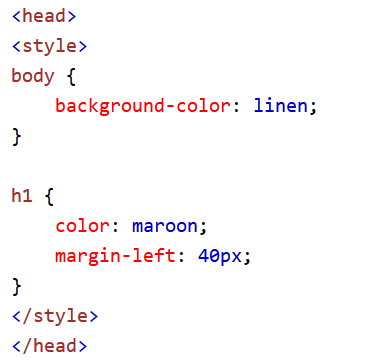 <head>
<style>
body {
    background-color: linen;
}

h1 {
    color: maroon;
    margin-left: 40px;
}
</style>
</head>